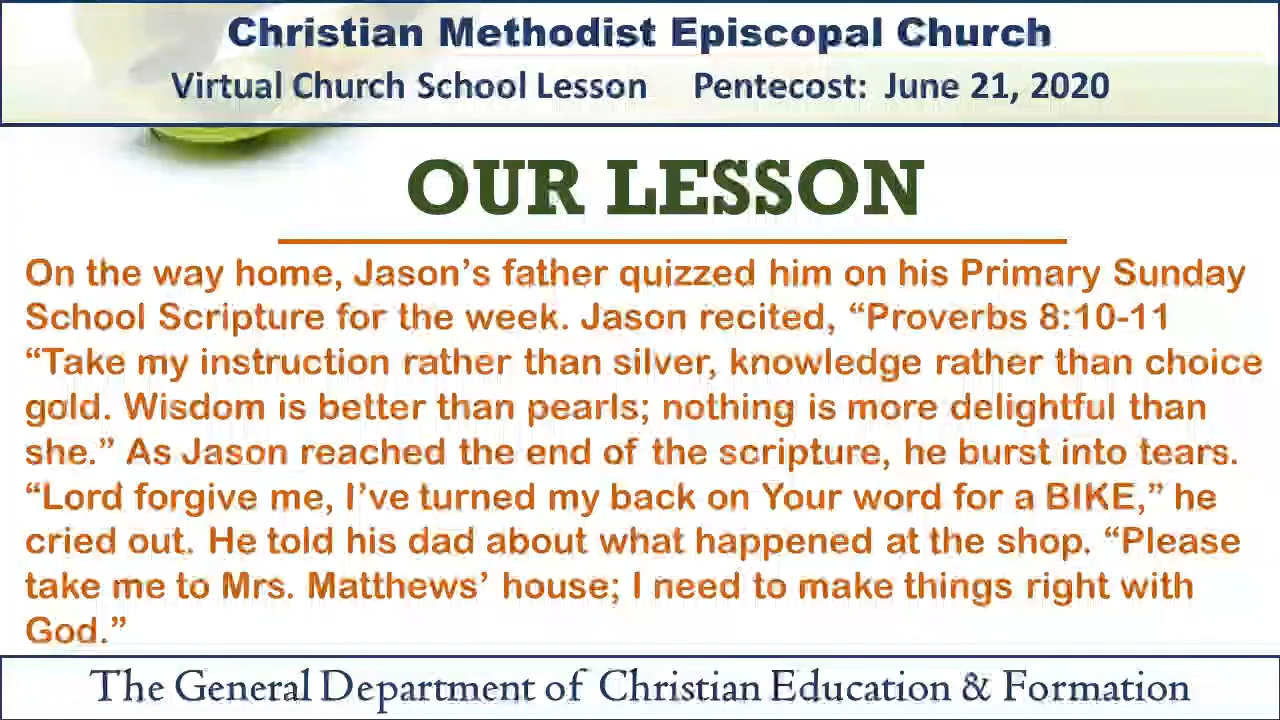 Christian Methodist Episcopal Church
Virtual Church School Lesson Pentecost: June 21, 2020
OUR LESSON
On the way home, Jason’s father quizzed him on his Primary Sunday
School Scripture for the week. Jason recited, “Proverbs 8:10-11
“Take my instruction rather than silver, knowledge rather than choice
gold. Wisdom is better than pearls; nothing is more delightful than
she.” As Jason reached the end of the scripture, he burst into tears.
“Lord forgive me, I’ve turned my back on Your word for a BIKE,” he
cried out. He told his dad about what happened at the shop. “Please
take me to Mrs. Matthews’ house; I need to make things right with
God.”
The General Department of Christian Education & Formation